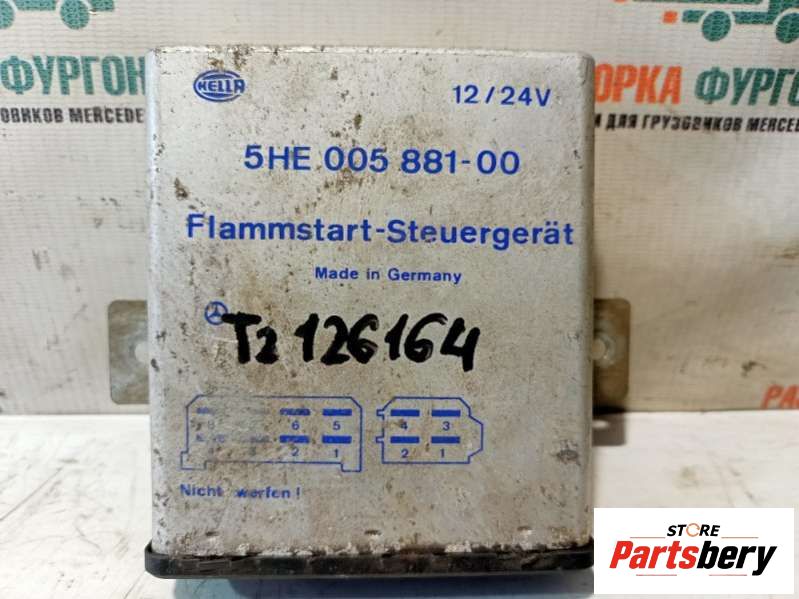 ФУРГОН
ОВИКОВ MERCEDE
ОРКА
И ДЛЯ ГРУЗОВИКОВ MERCEDE
HELLA
12/24V
5HE 005 881-00
Flammstart-Steuergerät
Made in Germany
T2 126164
6 5 4 3
2 1 2 1
Nicht werfen!
РАЗБ
STORE
Partsbery